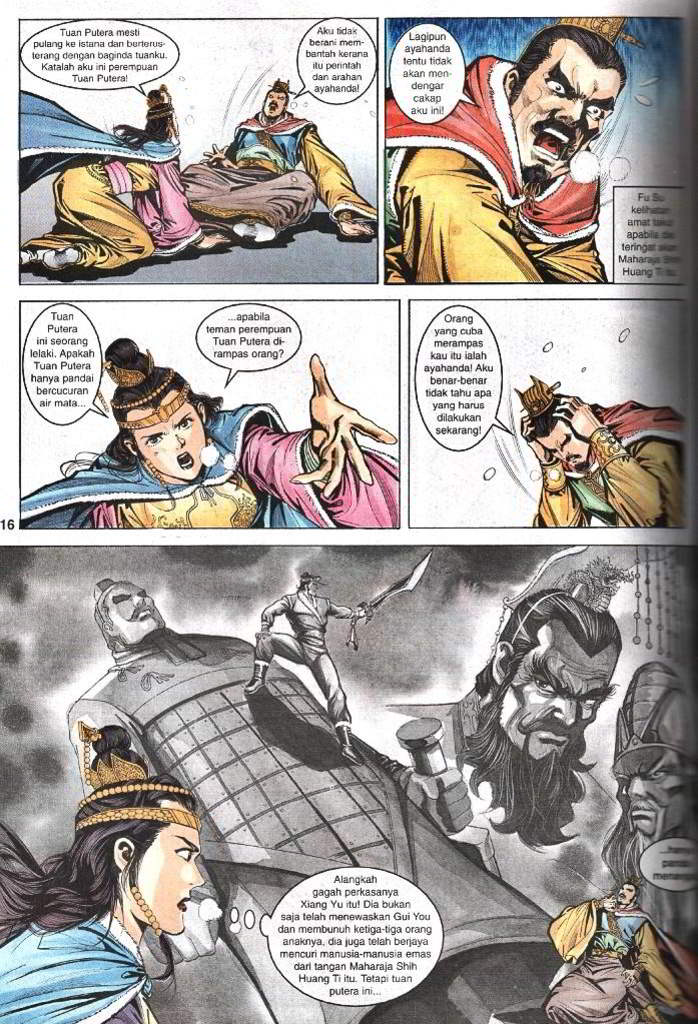 Tuan Putera mesti
pulang ke istana dan berterus-
terang dengan baginda tuanku.
Katalah aku ini perempuan
Tuan Putera!
Aku tidak
berani mem-
bantah kerana
itu perintah
dan arahan
ayahanda!
Lagipun
ayahanda
tentu tidak
akan men-
dengar
cakap
aku ini!
Fu Su
kelihatan
amat
apabila
teringat
Maharaja Shih
Huang Ti itu.
Tuan
Putera
ini seorang
lelaki. Apakah
Tuan Putera
hanya pandai
bercucuran
air mata...
...apabila
teman perempuan
Tuan Putera di-
rampas orang?
Orang
yang cuba
merampas
kau itu ialah
ayahanda! Aku
benar-benar
tidak tahu apa
yang harus
dilakukan
sekarang!
16
Alangkah
gagah perkasanya
Xiang Yu itu! Dia bukan
saja telah menewaskan Gui You
dan membunuh ketiga-tiga orang
anaknya, dia juga telah berjaya
mencuri manusia-manusia emas
dari tangan Maharaja Shih
Huang Ti itu. Tetapi tuan
putera ini...